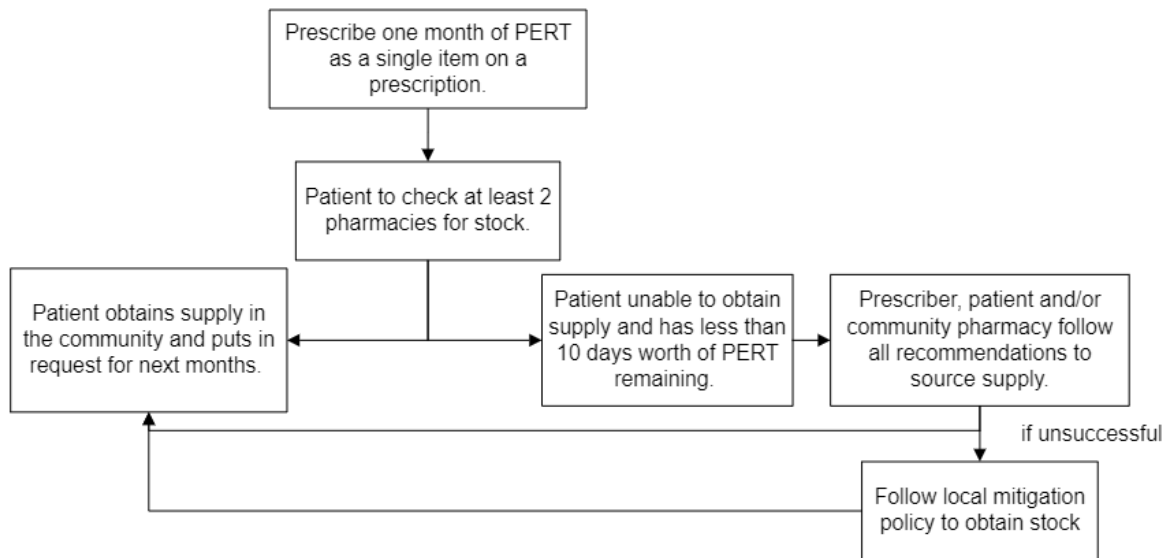 Prescribe one month of PERT
as a single item on a
prescription.
Patient to check at least 2
pharmacies for stock.
Patient obtains supply in
the community and puts in
request for next months.
Patient unable to obtain
supply and has less than
10 days worth of PERT
remaining.
Prescriber, patient and/or
community pharmacy follow
all recommendations to
source supply.
if unsuccessful
Follow local mitigation
policy to obtain stock